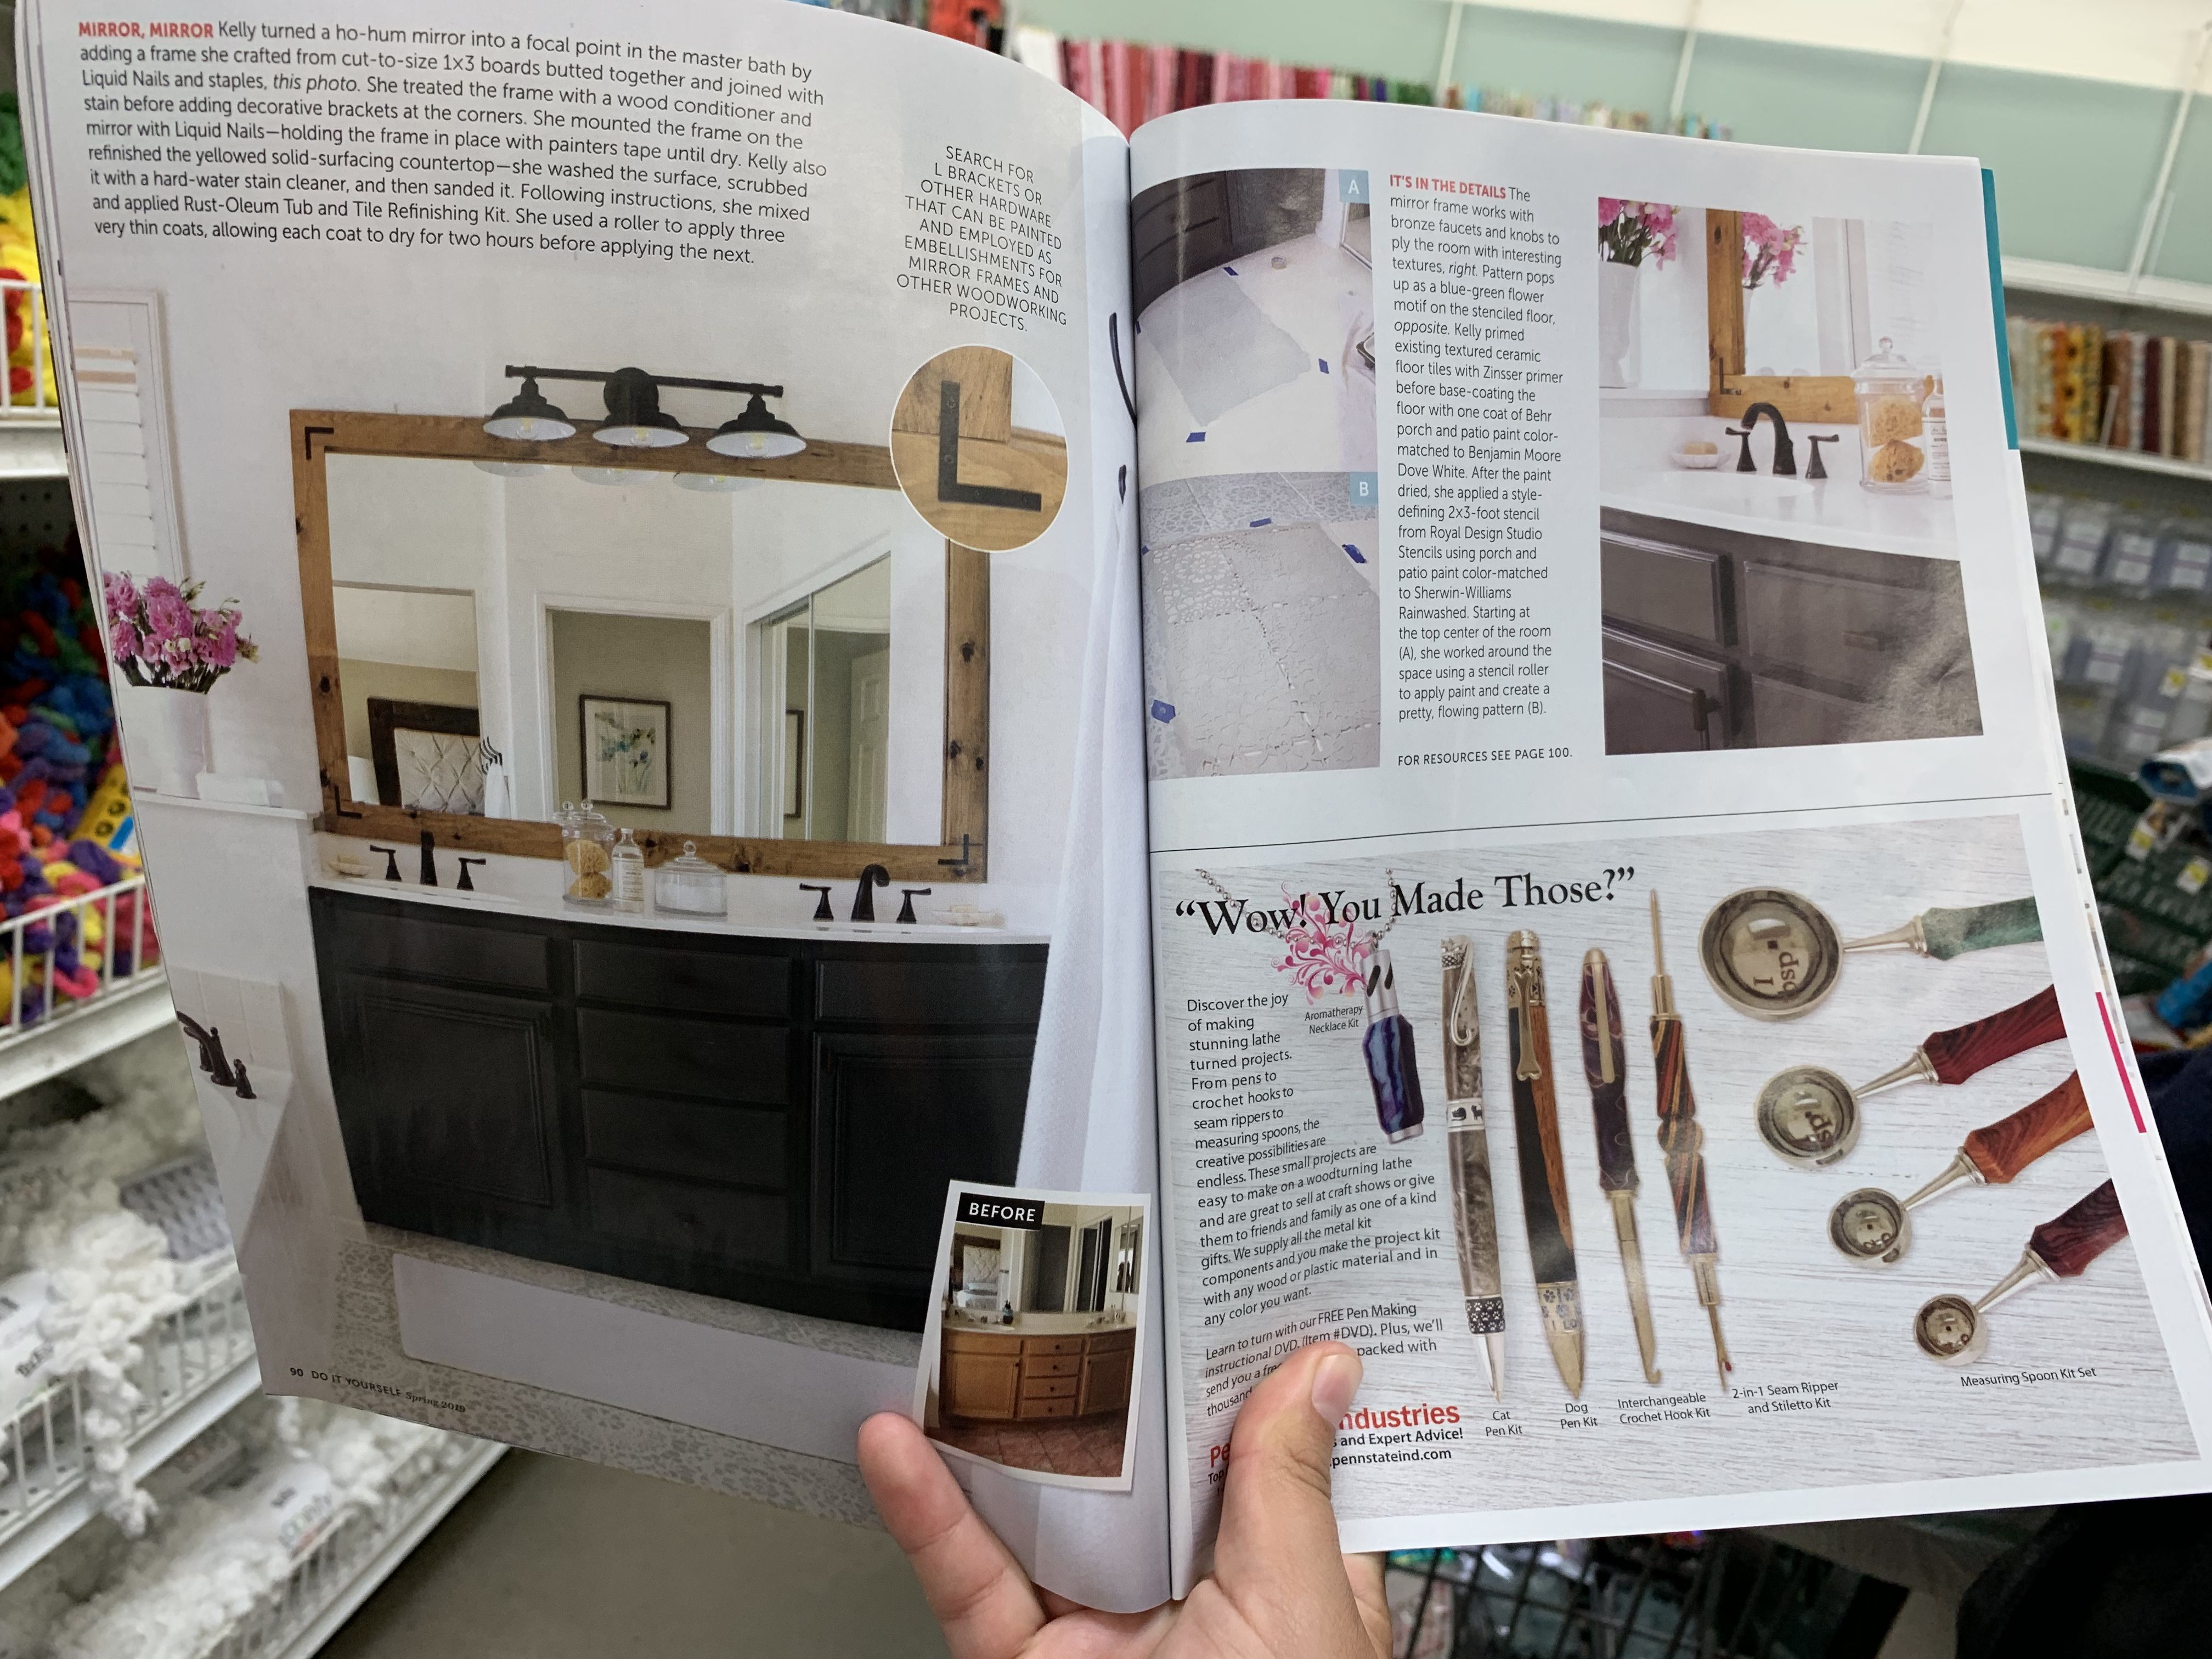 MIRROR, MIRROR Kelly turned a ho-hum mirror into a focal point in the master bath by
adding a frame she crafted from cut-to-size 1x3 boards butted together and joined with
Liquid Nails and staples, this photo. She treated the frame with a wood conditioner and
stain before adding decorative brackets at the corners. She mounted the frame on the
mirror with Liquid Nails—holding the frame in place with painters tape until dry. Kelly also
refinished the yellowed solid-surfacing countertop—she washed the surface, scrubbed
it with a hard-water stain cleaner, and then sanded it. Following instructions, she mixed
and applied Rust-Oleum Tub and Tile Refinishing Kit. She used a roller to apply three
very thin coats, allowing each coat to dry for two hours before applying the next.
SEARCH FOR
L BRACKETS OR
OTHER HARDWARE
THAT CAN BE PAINTED
AND EMPLOYED AS
EMBELLISHMENTS FOR
MIRROR FRAMES AND
OTHER WOODWORKING
PROJECTS.
BEFORE
90 DO IT YOURSELF Spring 2019
A
B
IT'S IN THE DETAILS The
mirror frame works with
bronze faucets and knobs to
ply the room with interesting
textures, right. Pattern pops
up as a blue-green flower
motif on the stenciled floor,
opposite. Kelly primed
existing textured ceramic
floor tiles with Zinsser primer
before base-coating the
floor with one coat of Behr
porch and patio paint color-
matched to Benjamin Moore
Dove White. After the paint
dried, she applied a style-
defining 2x3-foot stencil
from Royal Design Studio
Stencils using porch and
patio paint color-matched
to Sherwin-Williams
Rainwashed. Starting at
the top center of the room
(A), she worked around the
space using a stencil roller
to apply paint and create a
pretty, flowing pattern (B).
FOR RESOURCES SEE PAGE 100.
"Wow! You Made Those?"
Discover the joy
of making
stunning lathe
turned projects.
From pens to
crochet hooks to
seam rippers to
measuring spoons, the
creative possibilities are
endless. These small projects are
easy to make on a woodturning lathe
and are great to sell at craft shows or give
them to friends and family as one of a kind
gifts. We supply all the metal kit
components and you make the project kit
with any wood or plastic material and in
any color you want.
Learn to turn with our FREE Pen Making
instructional DVD, (Item #DVD). Plus, we'll
send you a free packed with
thousand
Pe ndustries
Top and Expert Advice!
.pennstateind.com
Aromatherapy
Necklace Kit
Cat
Pen Kit
Dog
Pen Kit
Interchangeable
Crochet Hook Kit
2-in-1 Seam Ripper
and Stiletto Kit
Measuring Spoon Kit Set